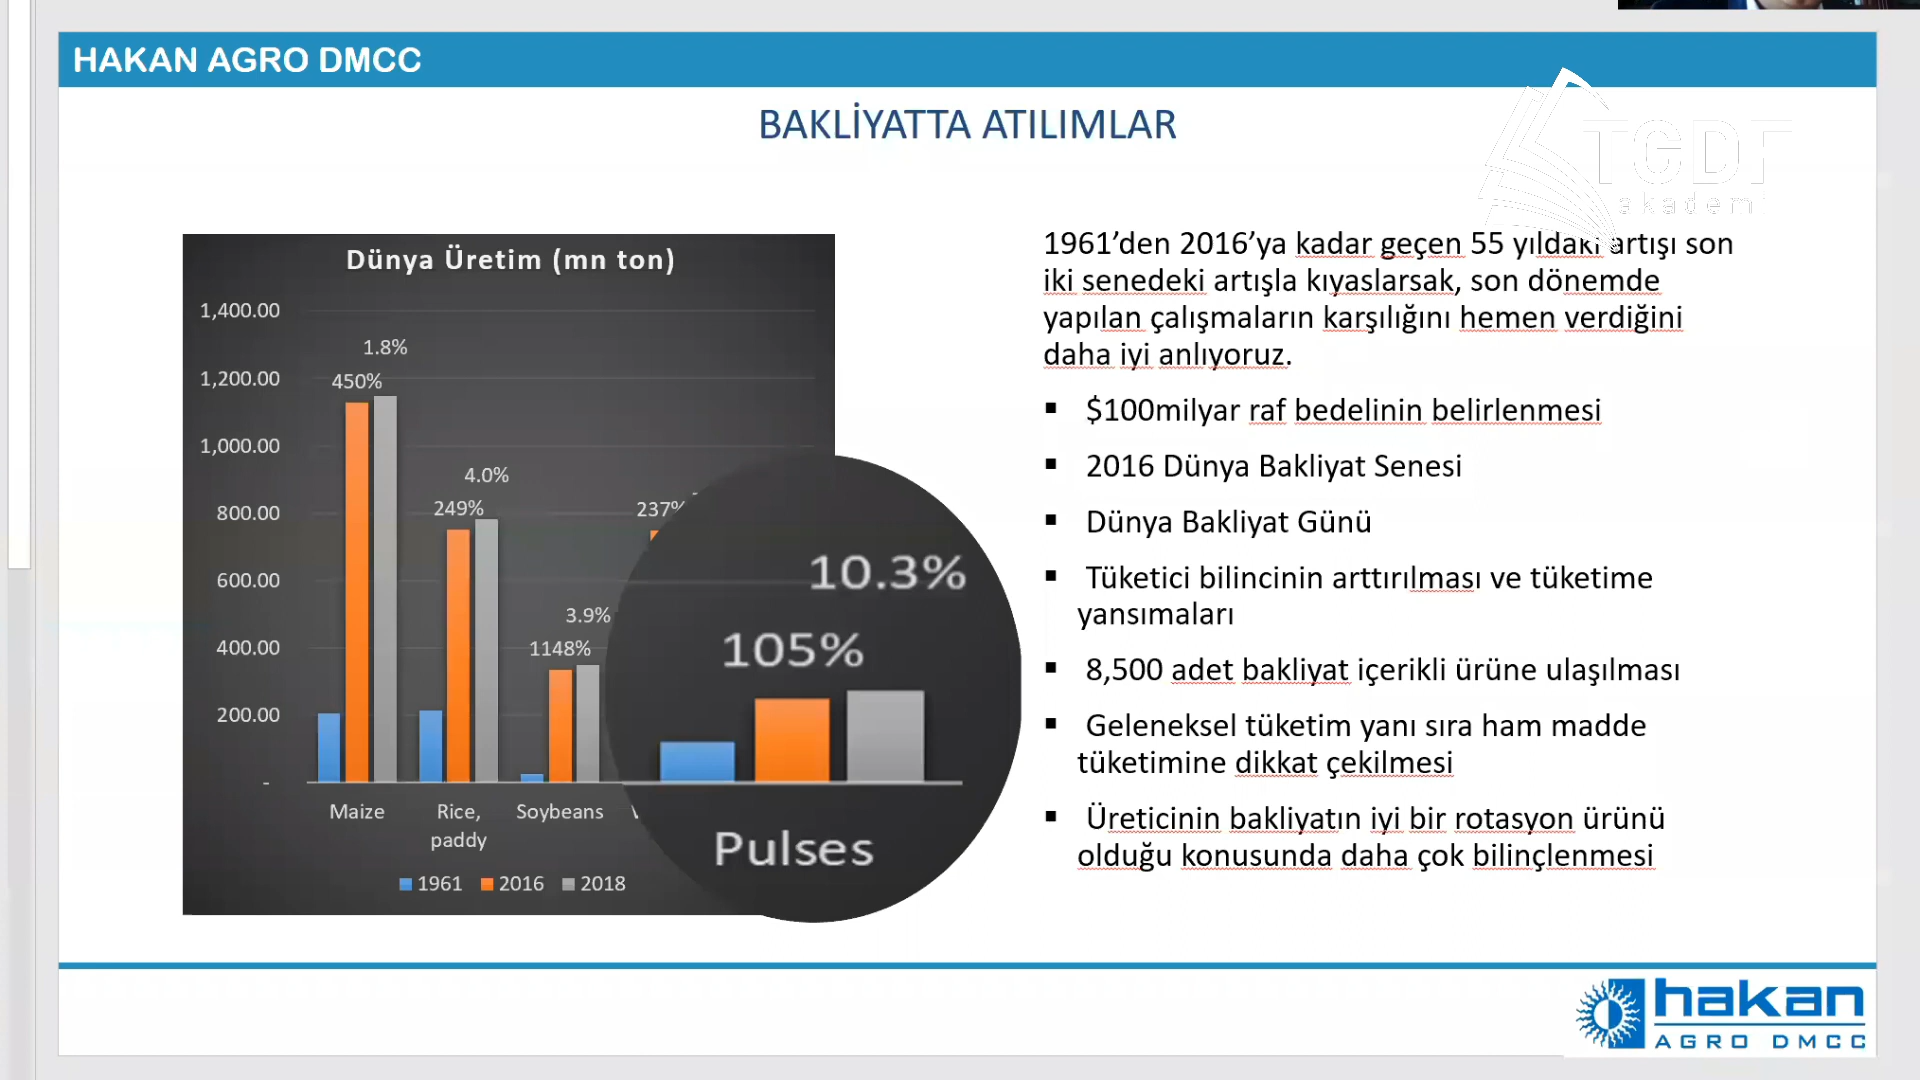 HAKAN AGRO DMCC
BAKLİYATTA ATILIMLAR
TGDF
akademi
Dünya Üretim (mn ton)
1,400.00
1,200.00
1,000.00
800.00
600.00
400.00
200.00
-
1.8%
450%
4.0%
249%
3.9%
1148%
237%
10.3%
105%
Maize
Rice,
paddy
Soybeans
Pulses
1961 2016 2018
1961’den 2016’ya kadar geçen 55 yıldaki artışı son
iki senedeki artışla kıyaslarsak, son dönemde
yapılan çalışmaların karşılığını hemen verdiğini
daha iyi anlıyoruz.
▪ $100milyar raf bedelinin belirlenmesi
▪ 2016 Dünya Bakliyat Senesi
▪ Dünya Bakliyat Günü
▪ Tüketici bilincinin arttırılması ve tüketime
yansımaları
▪ 8,500 adet bakliyat içerikli ürüne ulaşılması
▪ Geleneksel tüketim yanı sıra ham madde
tüketimine dikkat çekilmesi
▪ Üreticinin bakliyatın iyi bir rotasyon ürünü
olduğu konusunda daha çok bilinçlenmesi
hakan
AGRO DMCC